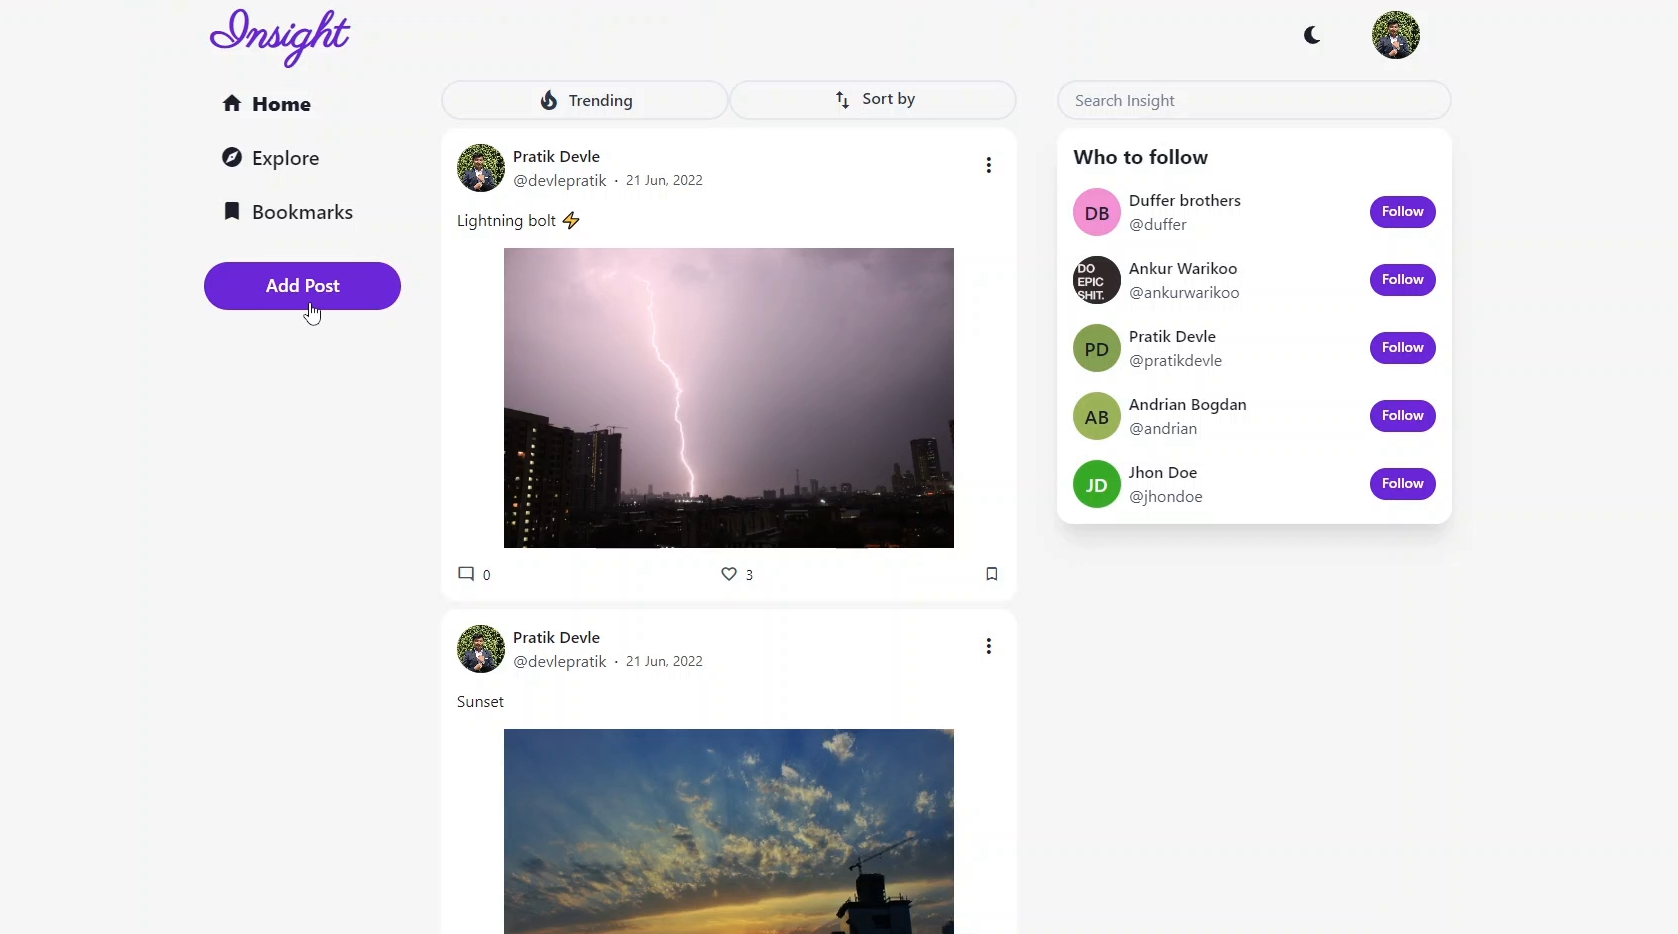 Insight
Home
Explore
Bookmarks
Add Post
Trending
Sort by
Pratik Devle
@devlepratik · 21 Jun, 2022
Lightning bolt ⚡
0
3
Pratik Devle
@devlepratik · 21 Jun, 2022
Sunset
Search Insight
Who to follow
DB
Duffer brothers
@duffer
Follow
DO
EPIC
SHIT.
Ankur Warikoo
@ankurwarikoo
Follow
PD
Pratik Devle
@pratikdevle
Follow
AB
Andrian Bogdan
@andrian
Follow
JD
Jhon Doe
@jhondoe
Follow